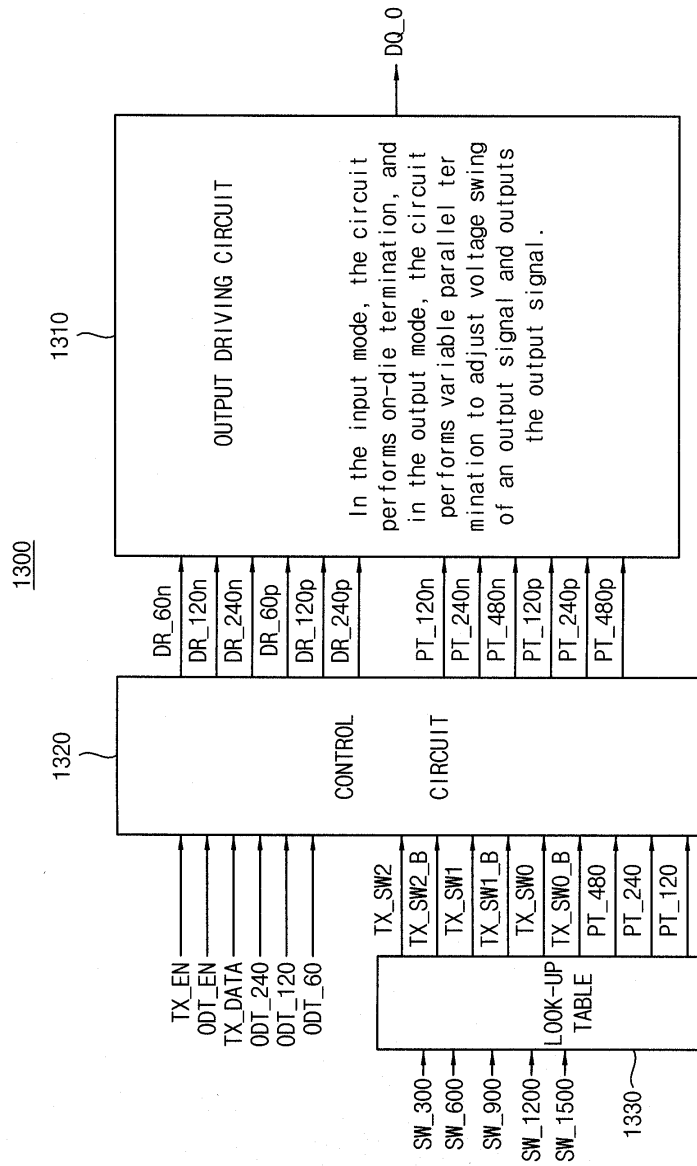 1300
1310
OUTPUT DRIVING CIRCUIT
In the input mode, the circuit
performs on-die termination, and
in the output mode, the circuit
performs variable parallel ter
mination to adjust voltage swing
of an output signal and outputs
the output signal.
DQ_0
1320
CONTROL
CIRCUIT
DR_60n
DR_120n
DR_240n
DR_60p
DR_120p
DR_240p
PT_120n
PT_240n
PT_480n
PT_120p
PT_240p
PT_480p
TX_EN
ODT_EN
TX_DATA
ODT_240
ODT_120
ODT_60
TX_SW2
TX_SW2_B
TX_SW1
TX_SW1_B
TX_SW0
TX_SW0_B
PT_480
PT_240
PT_120
LOOK-UP
TABLE
SW_300
SW_600
SW_900
SW_1200
SW_1500
1330